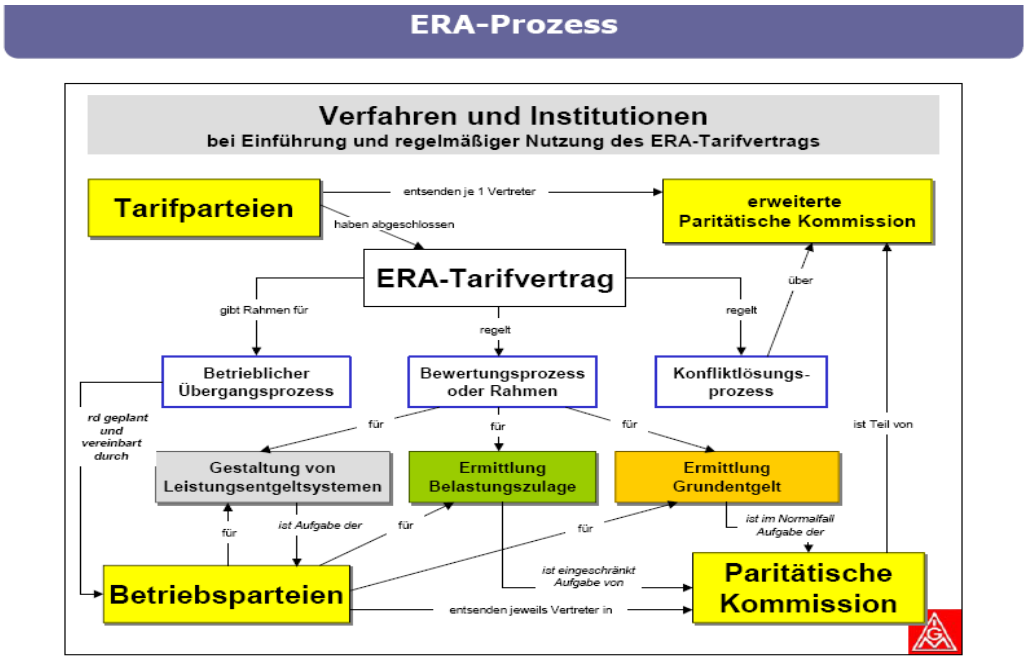 ERA-Prozess
Verfahren und Institutionen
bei Einführung und regelmäßiger Nutzung des ERA-Tarifvertrags
Tarifparteien
entsenden je 1 Vertreter
erweiterte
Paritätische Kommission
haben abgeschlossen
ERA-Tarifvertrag
gibt Rahmen für
regelt
regelt
über
Betrieblicher
Übergangsprozess
Bewertungsprozess
oder Rahmen
Konfliktlösungs-
prozess
rd geplant
und
vereinbart
durch
für
für
für
ist Teil von
Gestaltung von
Leistungsentgeltsystemen
Ermittlung
Belastungszulage
Ermittlung
Grundentgelt
für
ist Aufgabe der
für
für
ist im Normalfall
Aufgabe der
ist eingeschränkt
Aufgabe von
Betriebsparteien
entsenden jeweils Vertreter in
Paritätische
Kommission
IGM